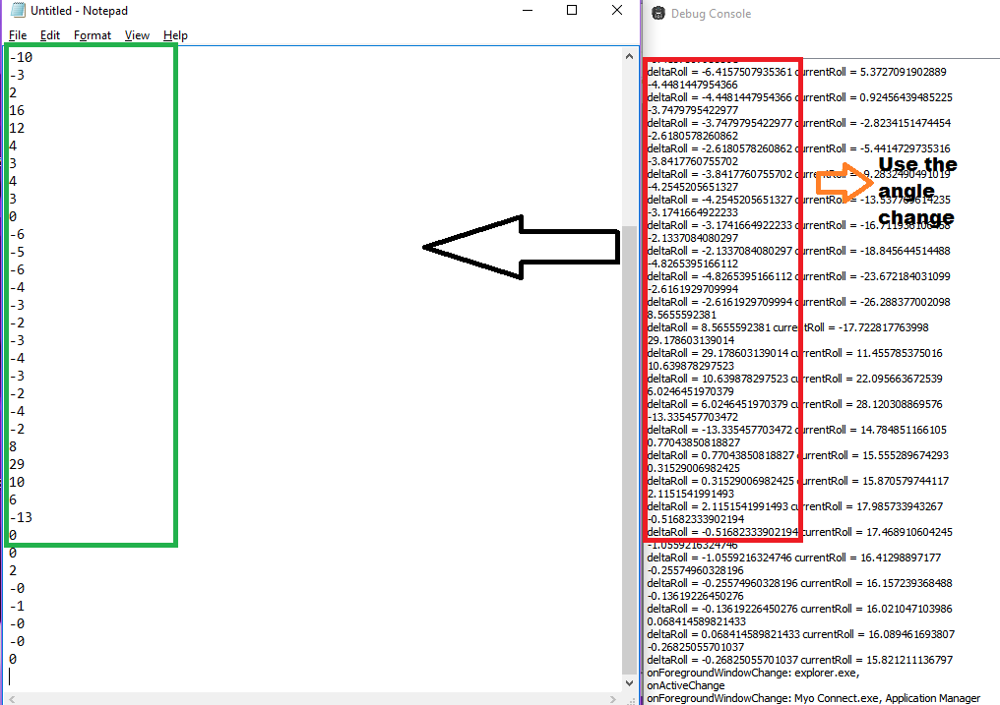 Untitled - Notepad
File Edit Format View Help
-10
-3
2
16
12
4
3
4
3
0
-6
-5
-6
-4
-3
-2
-3
-4
-3
-2
-4
-2
8
29
10
6
-13
0
0
2
-0
-1
-0
-0
0
Debug Console
deltaRoll = -6.4157507935361 currentRoll = 5.3727091902889
-4.4481447954366
deltaRoll = -4.4481447954366 currentRoll = 0.92456439485225
-3.7479795422977
deltaRoll = -3.7479795422977 currentRoll = -2.8234151474454
-2.6180578260862
deltaRoll = -2.6180578260862 currentRoll = -5.4414729735316
-3.8417760755702
deltaRoll = -3.8417760755702 currentRoll = -9.2832490491019
-4.2545205651327
deltaRoll = -4.2545205651327 currentRoll = -13.537769614235
-3.1741664922233
deltaRoll = -3.1741664922233 currentRoll = -16.711936106458
-2.1337084080297
deltaRoll = -2.1337084080297 currentRoll = -18.845644514488
-4.8265395166112
deltaRoll = -4.8265395166112 currentRoll = -23.672184031099
-2.6161929709994
deltaRoll = -2.6161929709994 currentRoll = -26.288377002098
8.5655592381
deltaRoll = 8.5655592381 currentRoll = -17.722817763998
29.178603139014
deltaRoll = 29.178603139014 currentRoll = 11.455785375016
10.639878297523
deltaRoll = 10.639878297523 currentRoll = 22.095663672539
6.0246451970379
deltaRoll = 6.0246451970379 currentRoll = 28.120308869576
-13.335457703472
deltaRoll = -13.335457703472 currentRoll = 14.784851166105
0.77043850818827
deltaRoll = 0.77043850818827 currentRoll = 15.555289674293
0.31529006982425
deltaRoll = 0.31529006982425 currentRoll = 15.870579744117
2.1151541991493
deltaRoll = 2.1151541991493 currentRoll = 17.985733943267
-0.51682333902194
deltaRoll = -0.51682333902194 currentRoll = 17.468910604245
-1.0559216324746
deltaRoll = -1.0559216324746 currentRoll = 16.41298897177
-0.25574960328196
deltaRoll = -0.25574960328196 currentRoll = 16.157239368488
-0.13619226450276
deltaRoll = -0.13619226450276 currentRoll = 16.021047103986
0.068414589821433
deltaRoll = 0.068414589821433 currentRoll = 16.089461693807
-0.26825055701037
deltaRoll = -0.26825055701037 currentRoll = 15.821211136797
onForegroundWindowChange: explorer.exe,
onActiveChange
onForegroundWindowChange: Myo Connect.exe, Application Manager
Use the
angle
change